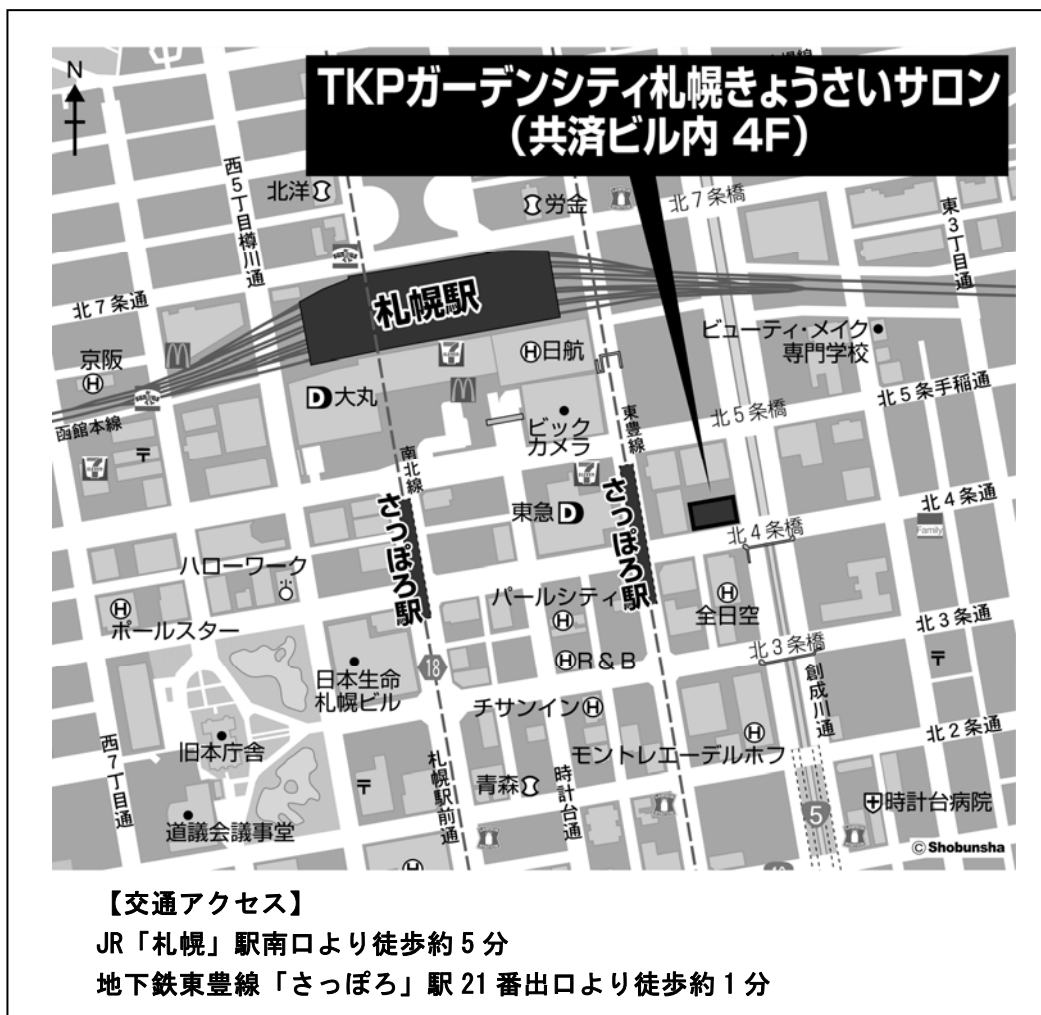 TKPガーデンシティ札幌きょうさいサロン
(共済ビル内 4F)
N
西5丁目樽川通
北洋
労金
北7条橋
東3丁目通
北7条通
札幌駅
京阪
日航
ビューティ・メイク
専門学校
大丸
函館本線
ビック
カメラ
東豊線
北5条橋
北5条手稲通
南北線
さっぽろ駅
東急
さっぽろ駅
北4条橋
北4条通
Family
ハローワーク
ポールスター
パールシティ
全日空
北3条橋
北3条通
日本生命
札幌ビル
18
R & B
チサンイン
創成川通
旧本庁舎
西7丁目通
モントレエーデルホフ
北2条通
道議会議事堂
札幌駅前通
青森
時計台通
5
時計台病院
© Shobunsha
【交通アクセス】
JR「札幌」駅南口より徒歩約5分
地下鉄東豊線「さっぽろ」駅21番出口より徒歩約1分